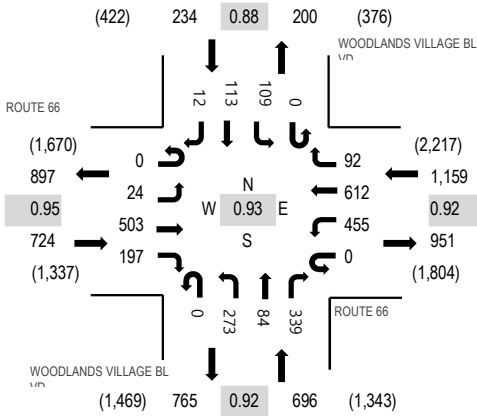 (422) 234 0.88 200 (376)
WOODLANDS VILLAGE BL
VD
ROUTE 66
12 113 109 0
(1,670)
897
0.95
724
(1,337)
0
24
503
197
N
W 0.93 E
S
92
612
455
0
(2,217)
1,159
0.92
951
(1,804)
0 273 84 339
ROUTE 66
WOODLANDS VILLAGE BL
VD
(1,469) 765 0.92 696 (1,343)